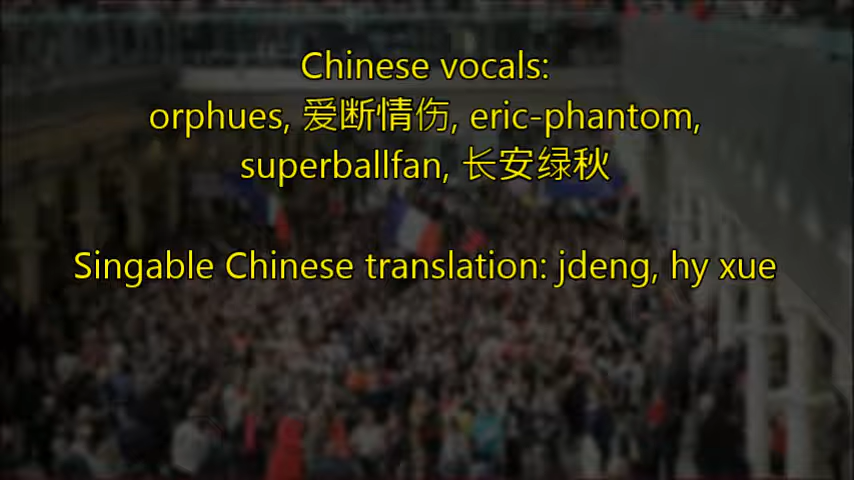 Chinese vocals:
orphues, 爱断情伤, eric-phantom,
superballfan, 长安绿秋
Singable Chinese translation: jdeng, hy xue